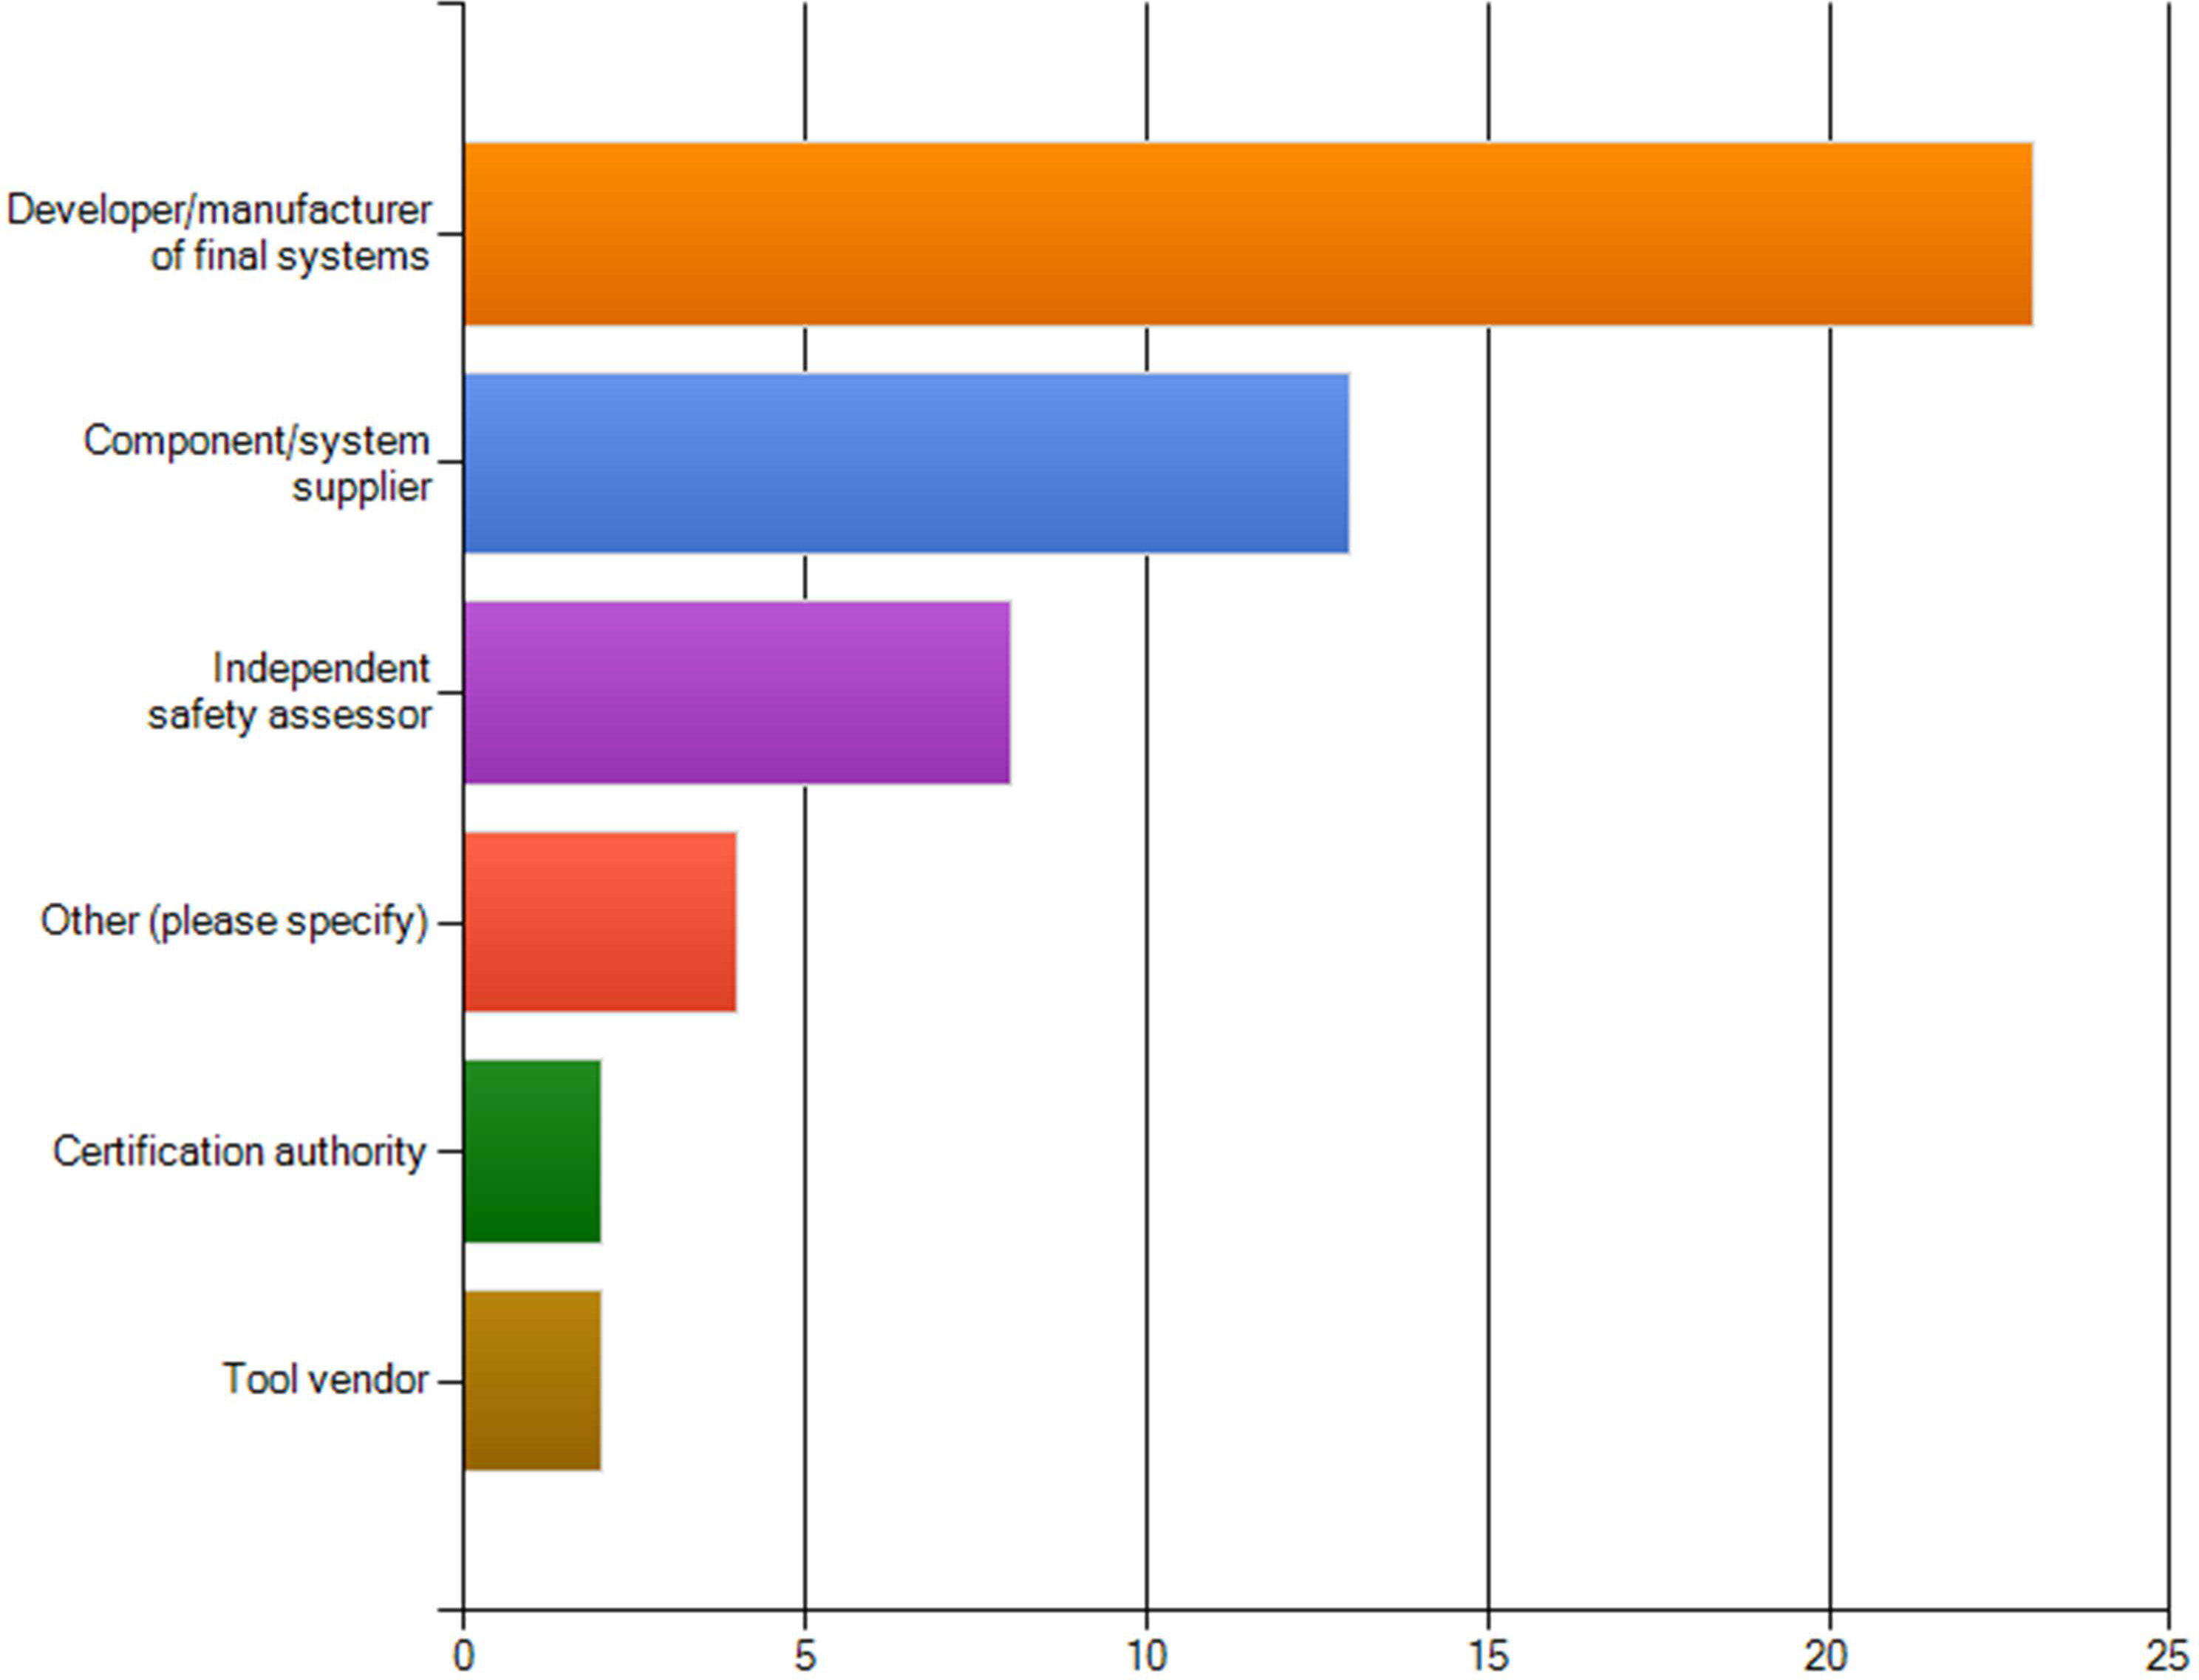 Developer/manufacturer
of final systems
Component/system
supplier
Independent
safety assessor
Other (please specify)
Certification authority
Tool vendor
0 5 10 15 20 25